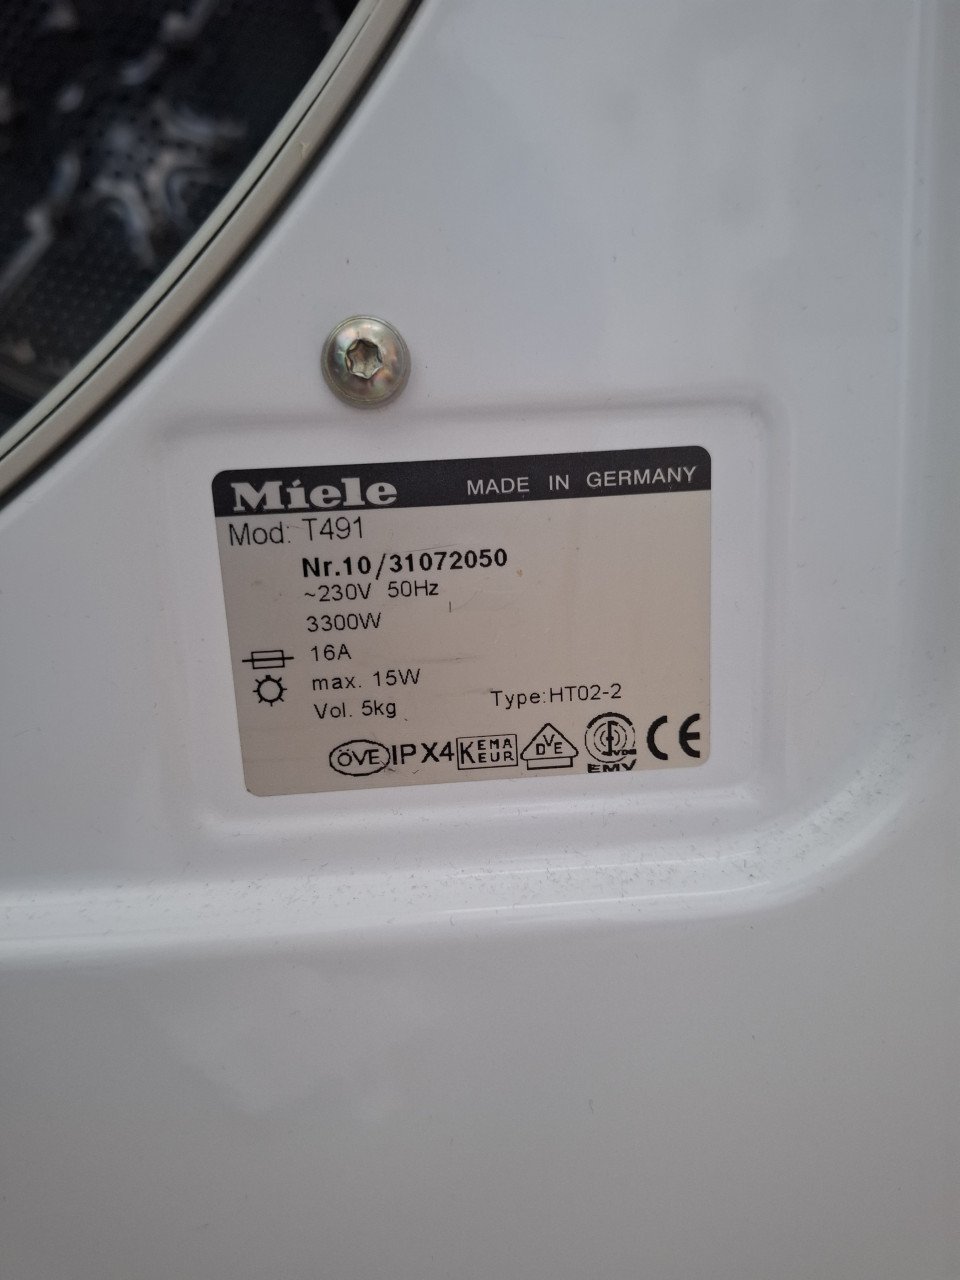 Miele MADE IN GERMANY
Mod: T491
Nr.10/31072050
~230V 50Hz
3300W
16A
max. 15W
Vol. 5kg Type:HT02-2
ÖVE IPX4 KEMA KEUR DVE VDE CE
EMV